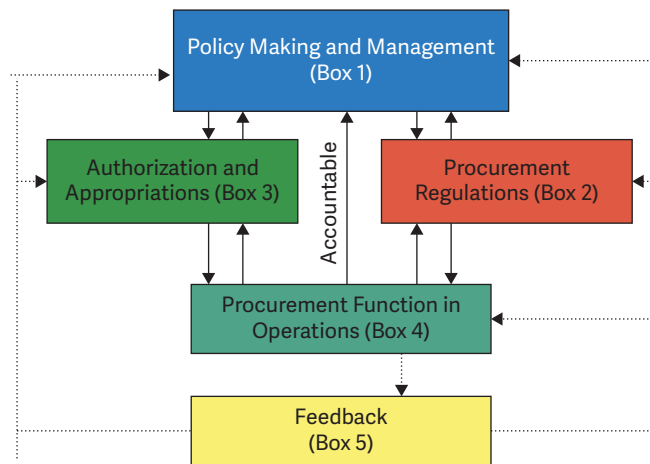 Policy Making and Management
(Box 1)
Authorization and
Appropriations (Box 3)
Accountable
Procurement
Regulations (Box 2)
Procurement Function in
Operations (Box 4)
Feedback
(Box 5)